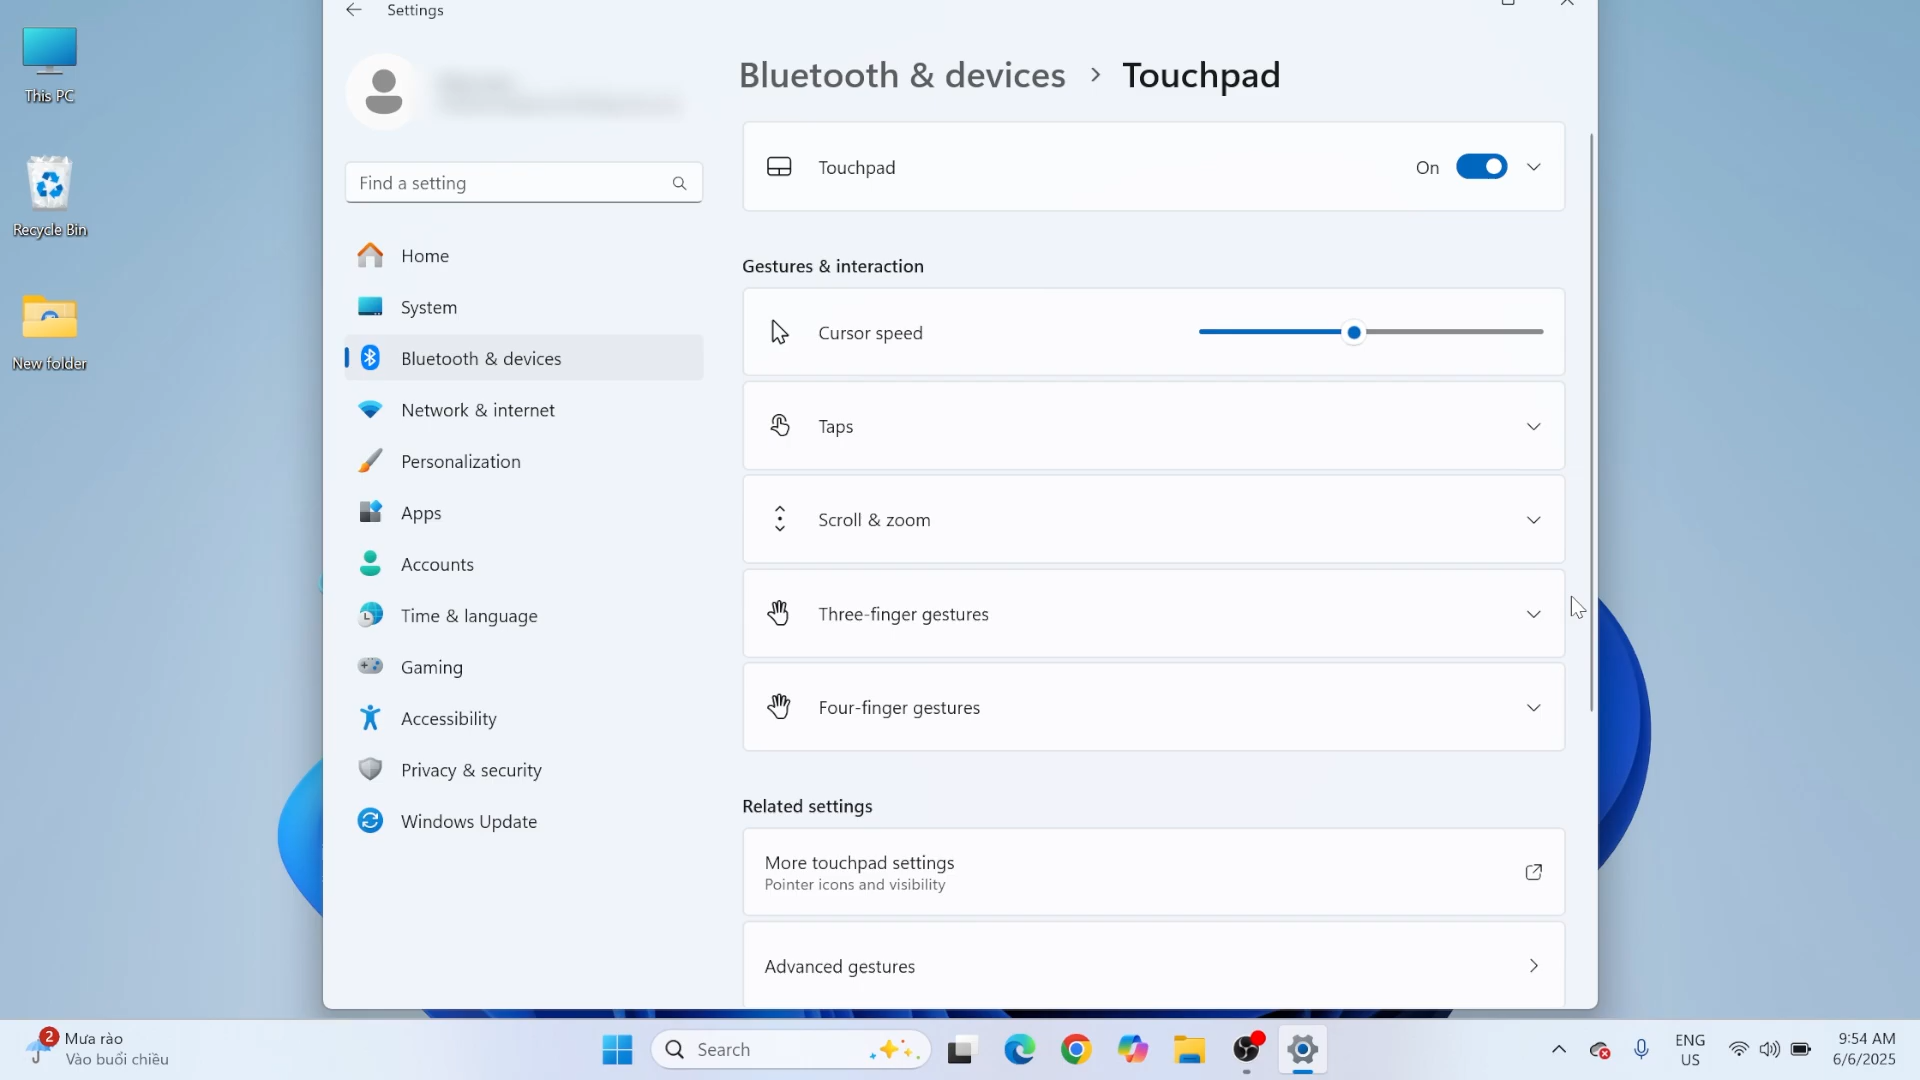 This PC
Recycle Bin
New folder
Settings
Find a setting
Home
System
Bluetooth & devices
Network & internet
Personalization
Apps
Accounts
Time & language
Gaming
Accessibility
Privacy & security
Windows Update
Bluetooth & devices > Touchpad
Touchpad
On
Gestures & interaction
Cursor speed
Taps
Scroll & zoom
Three-finger gestures
Four-finger gestures
Related settings
More touchpad settings
Pointer icons and visibility
Advanced gestures
2
Mưa rào
Vào buổi chiều
Search
ENG
US
9:54 AM
6/6/2025